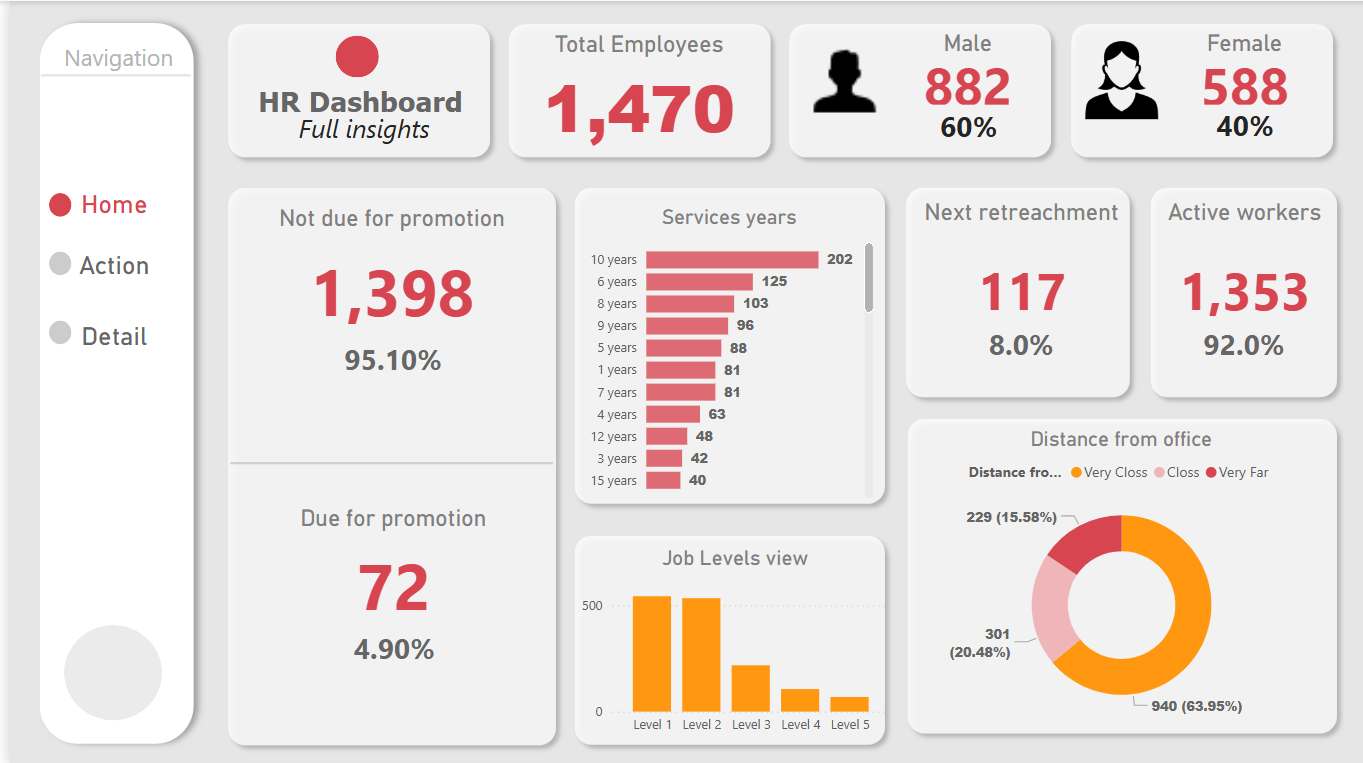 Navigation
Home
Action
Detail
HR Dashboard
Full insights
Total Employees
1,470
Male
882
60%
Female
588
40%
Not due for promotion
1,398
95.10%
Due for promotion
72
4.90%
Services years
10 years 202
6 years 125
8 years 103
9 years 96
5 years 88
1 years 81
7 years 81
4 years 63
12 years 48
3 years 42
15 years 40
Job Levels view
500
0
Level 1 Level 2 Level 3 Level 4 Level 5
Next retreachment
117
8.0%
Active workers
1,353
92.0%
Distance from office
Distance fro... Very Closs Closs Very Far
229 (15.58%)
301
(20.48%)
940 (63.95%)